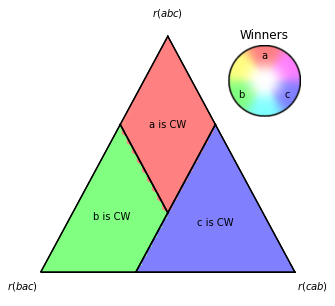 r(abc)
Winners
a
b
c
a is CW
b is CW
c is CW
r(bac)
r(cab)